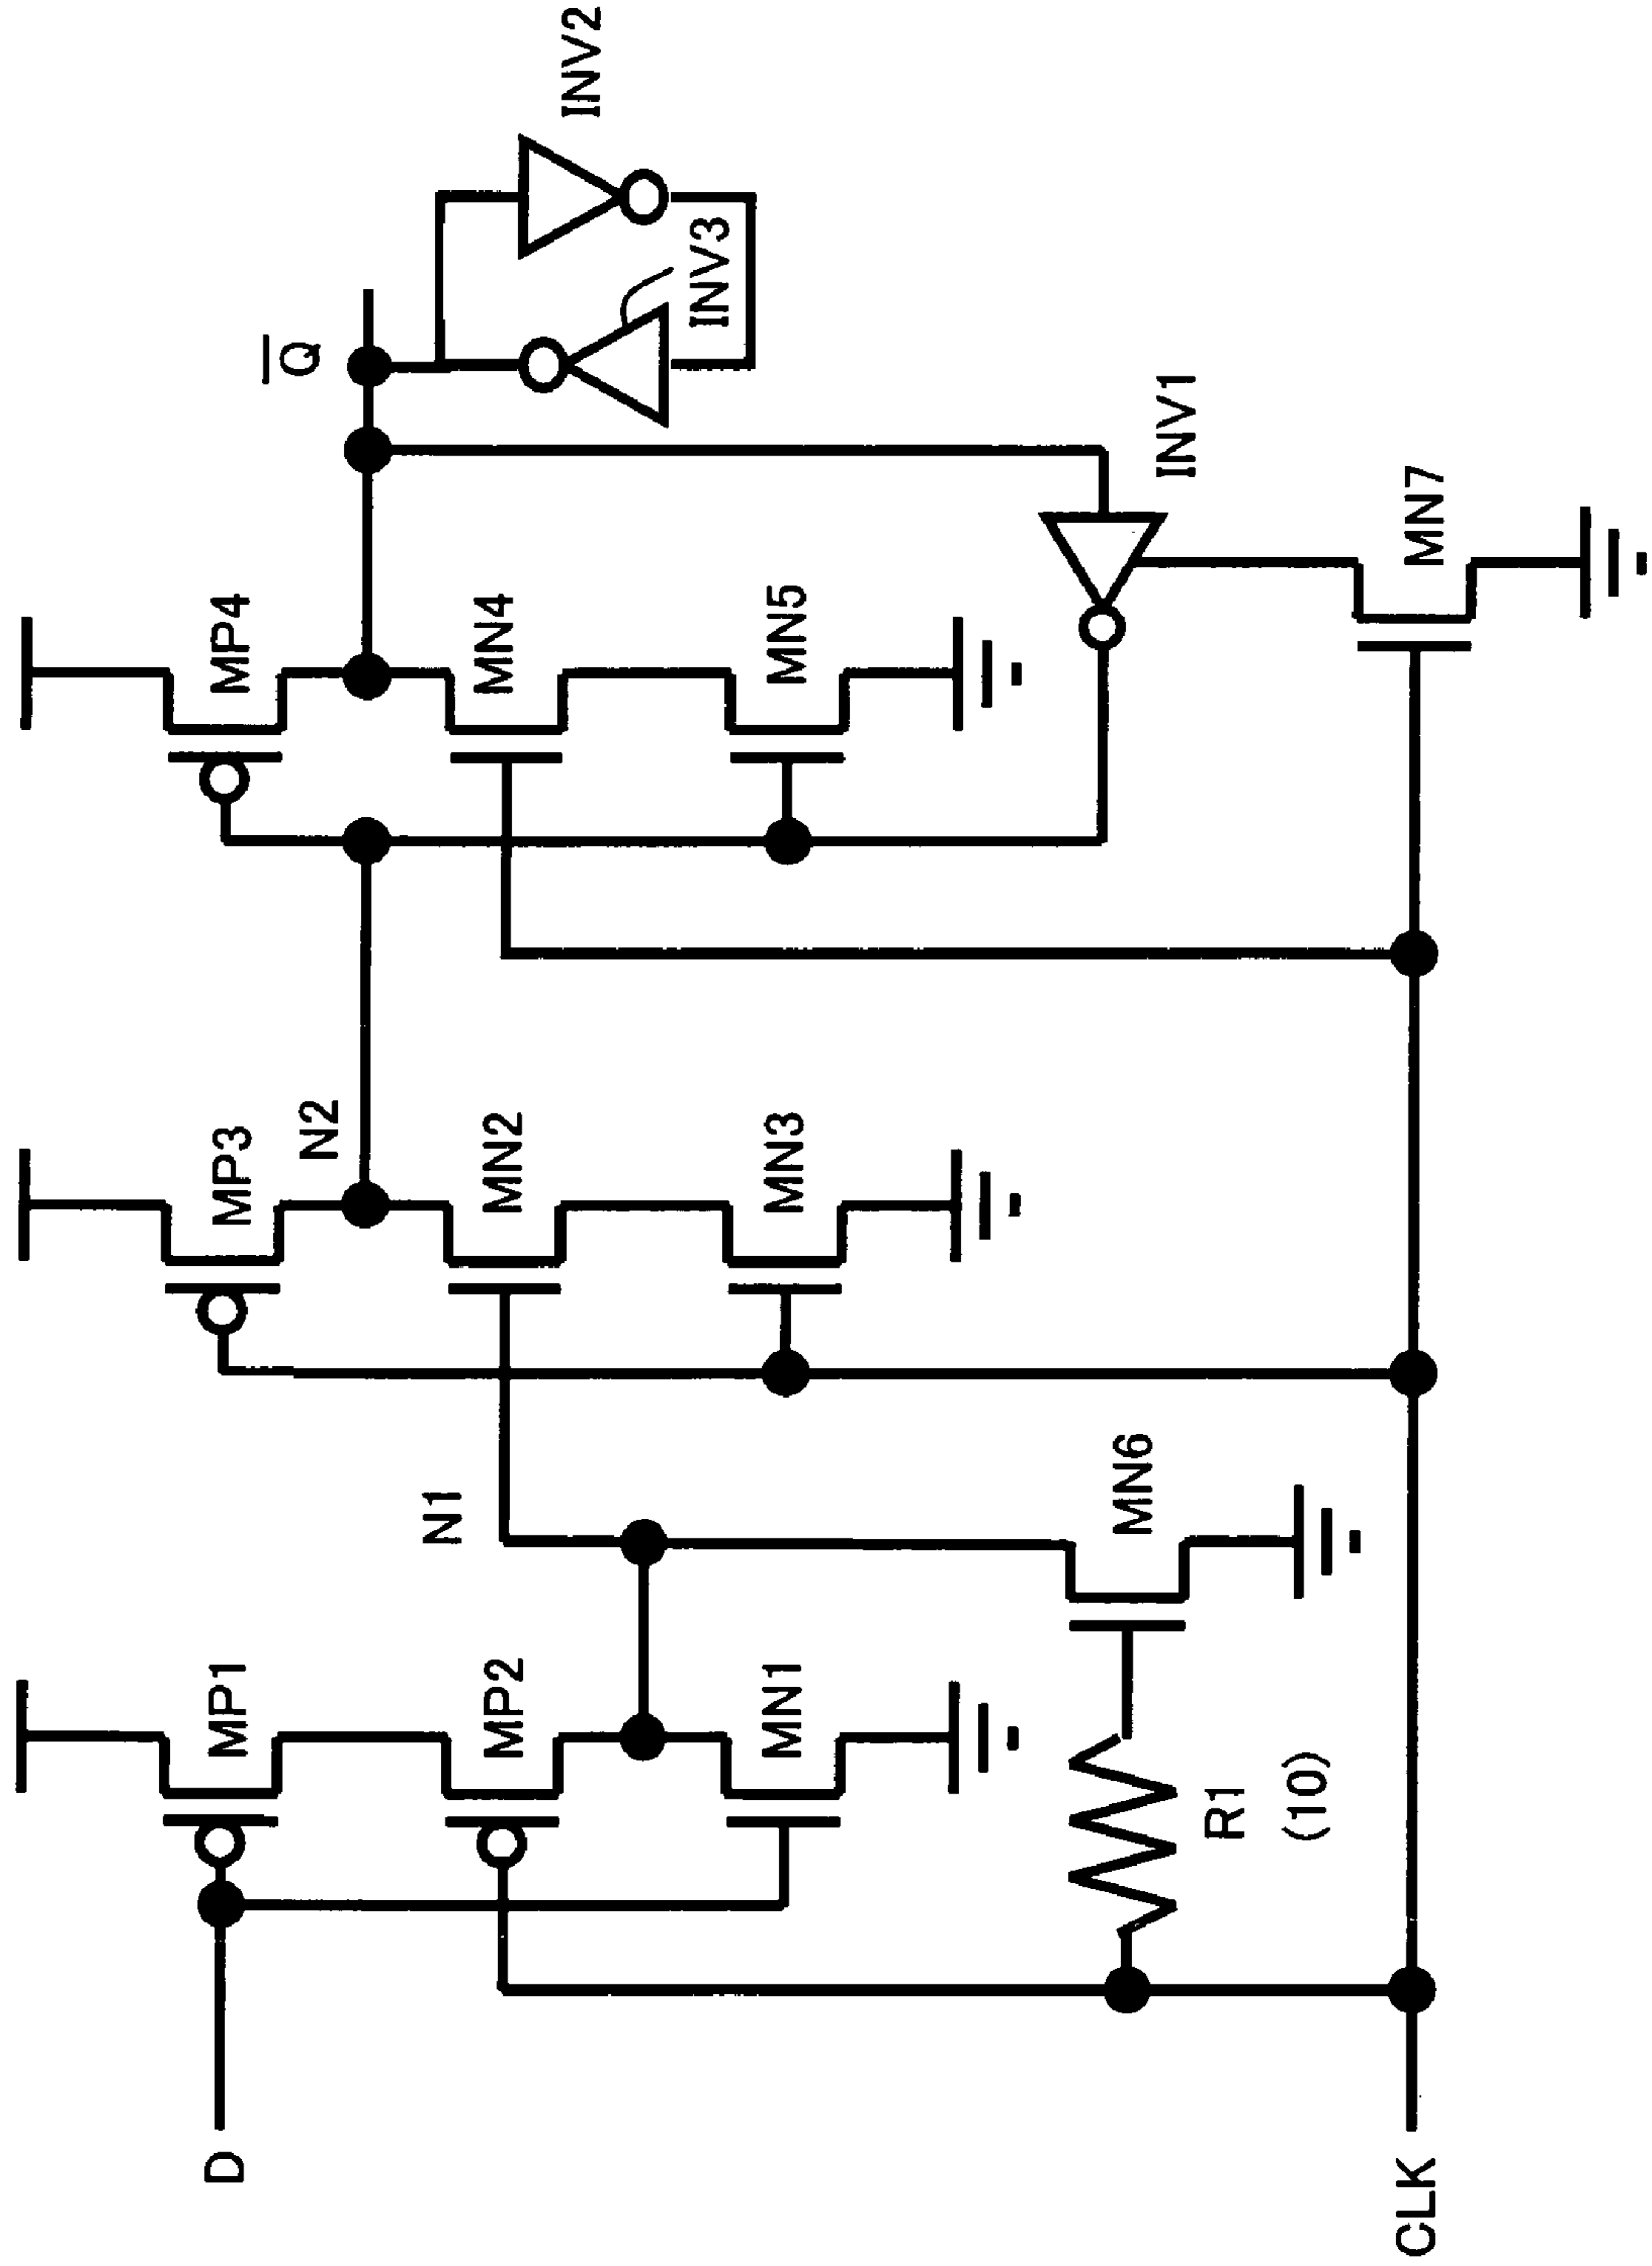 D
CLK
MP1
MP2
MN1
R1
(10)
MN6
N1
MP3
N2
MN2
MN3
MP4
MN4
MN5
MN7
INV1
Q
INV3
INV2